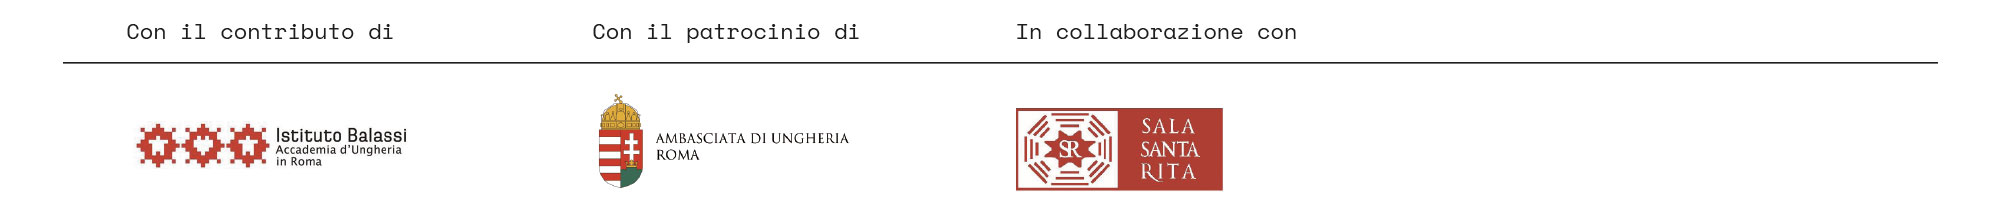 Con il contributo di
Con il patrocinio di
In collaborazione con
Istituto Balassi
Accademia d'Ungheria
in Roma
AMBASCIATA DI UNGHERIA
ROMA
SR
SALA
SANTA
RITA